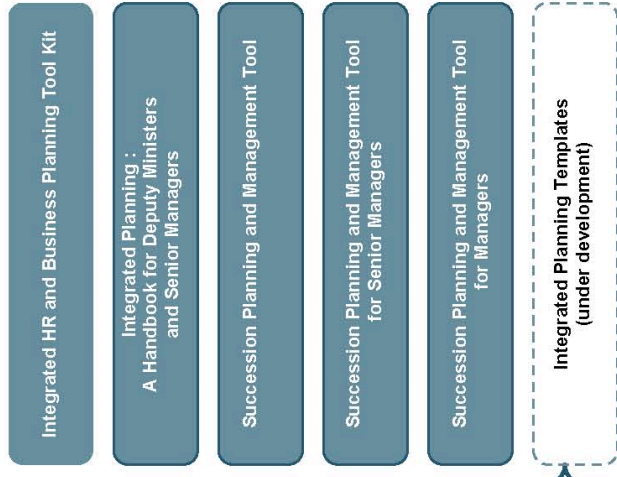 Integrated HR and Business Planning Tool Kit
Integrated Planning :
A Handbook for Deputy Ministers
and Senior Managers
Succession Planning and Management Tool
Succession Planning and Management Tool
for Senior Managers
Succession Planning and Management Tool
for Managers
Integrated Planning Templates
(under development)